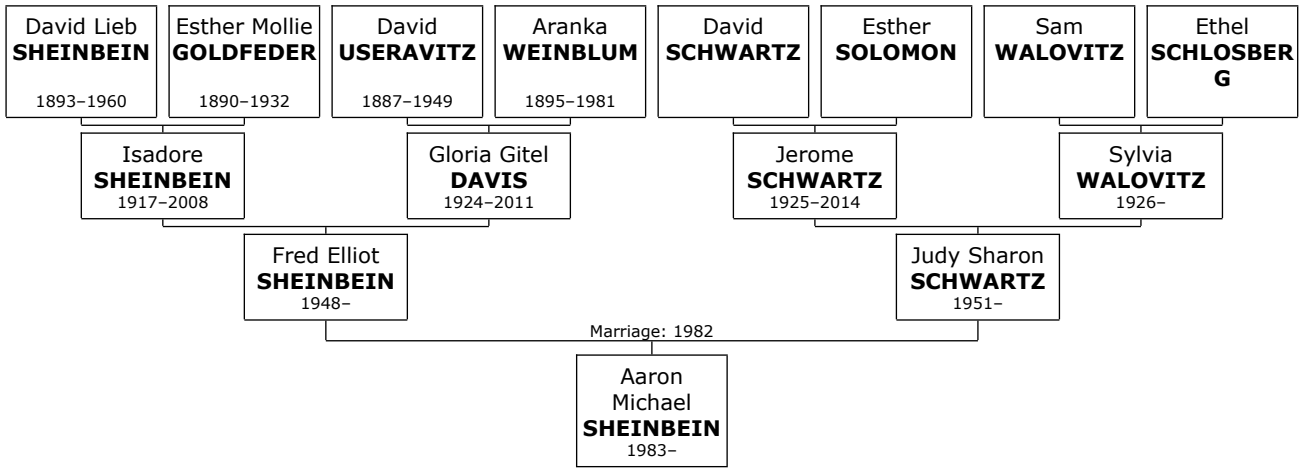 David Lieb
SHEINBEIN
1893–1960
Esther Mollie
GOLDFEDER
1890–1932
David
USERAVITZ
1887–1949
Aranka
WEINBLUM
1895–1981
David
SCHWARTZ
Esther
SOLOMON
Sam
WALOVITZ
Ethel
SCHLOSBER
G
Isadore
SHEINBEIN
1917–2008
Gloria Gitel
DAVIS
1924–2011
Jerome
SCHWARTZ
1925–2014
Sylvia
WALOVITZ
1926–
Fred Elliot
SHEINBEIN
1948–
Judy Sharon
SCHWARTZ
1951–
Marriage: 1982
Aaron
Michael
SHEINBEIN
1983–